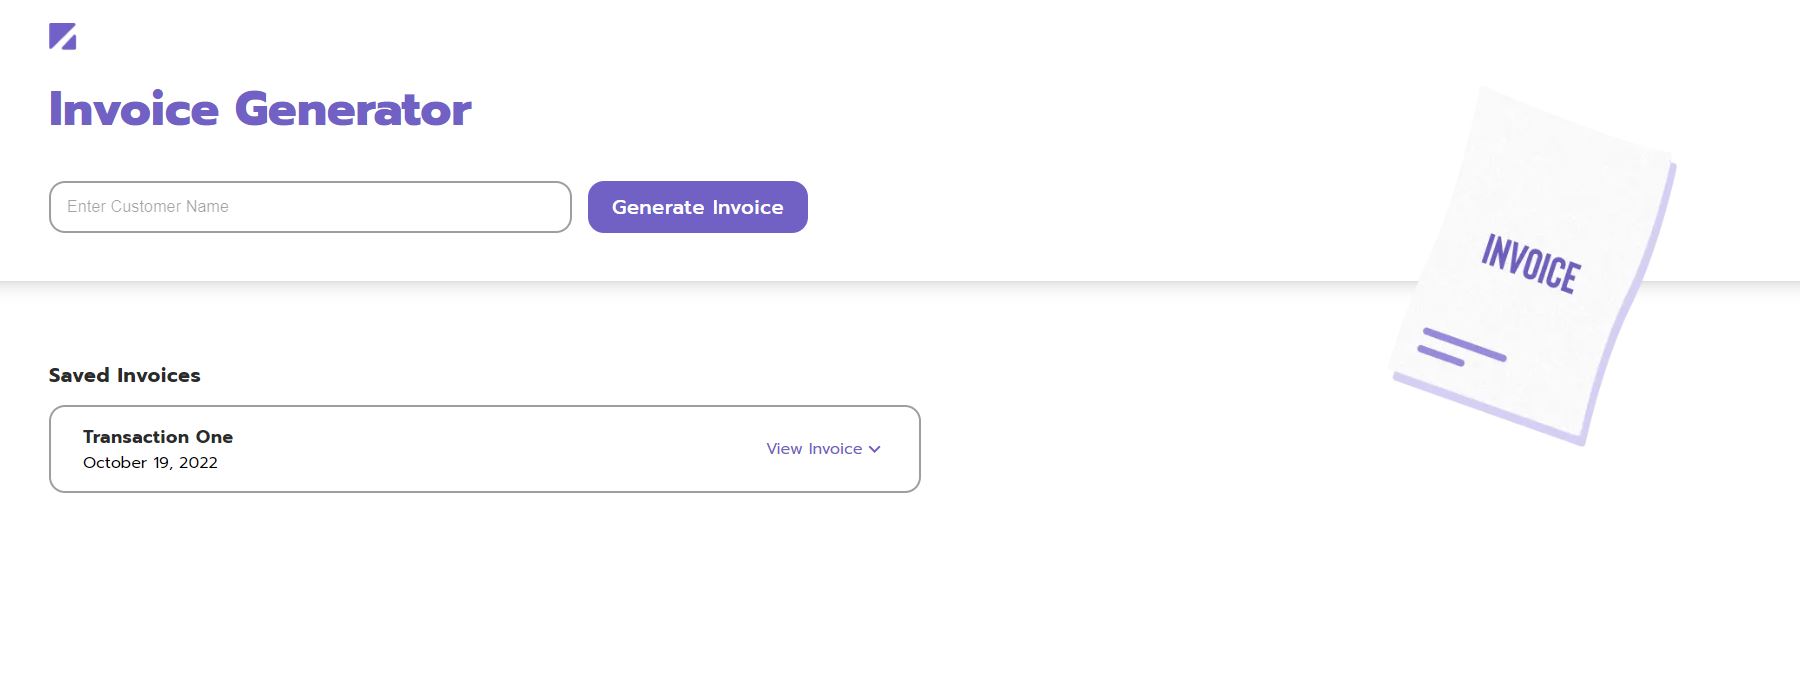 Invoice Generator
Enter Customer Name
Generate Invoice
INVOICE
Saved Invoices
Transaction One
October 19, 2022
View Invoice